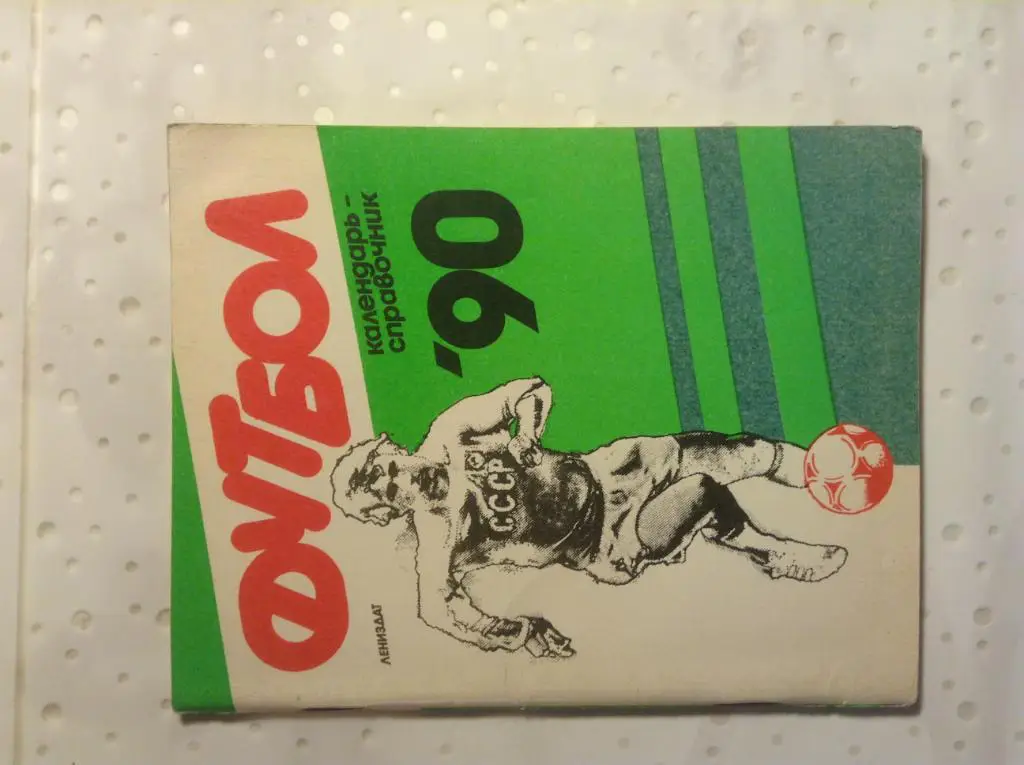 ФУТБОЛ
календарь-
справочник
'90
СССР
ЛЕНИЗДАТ